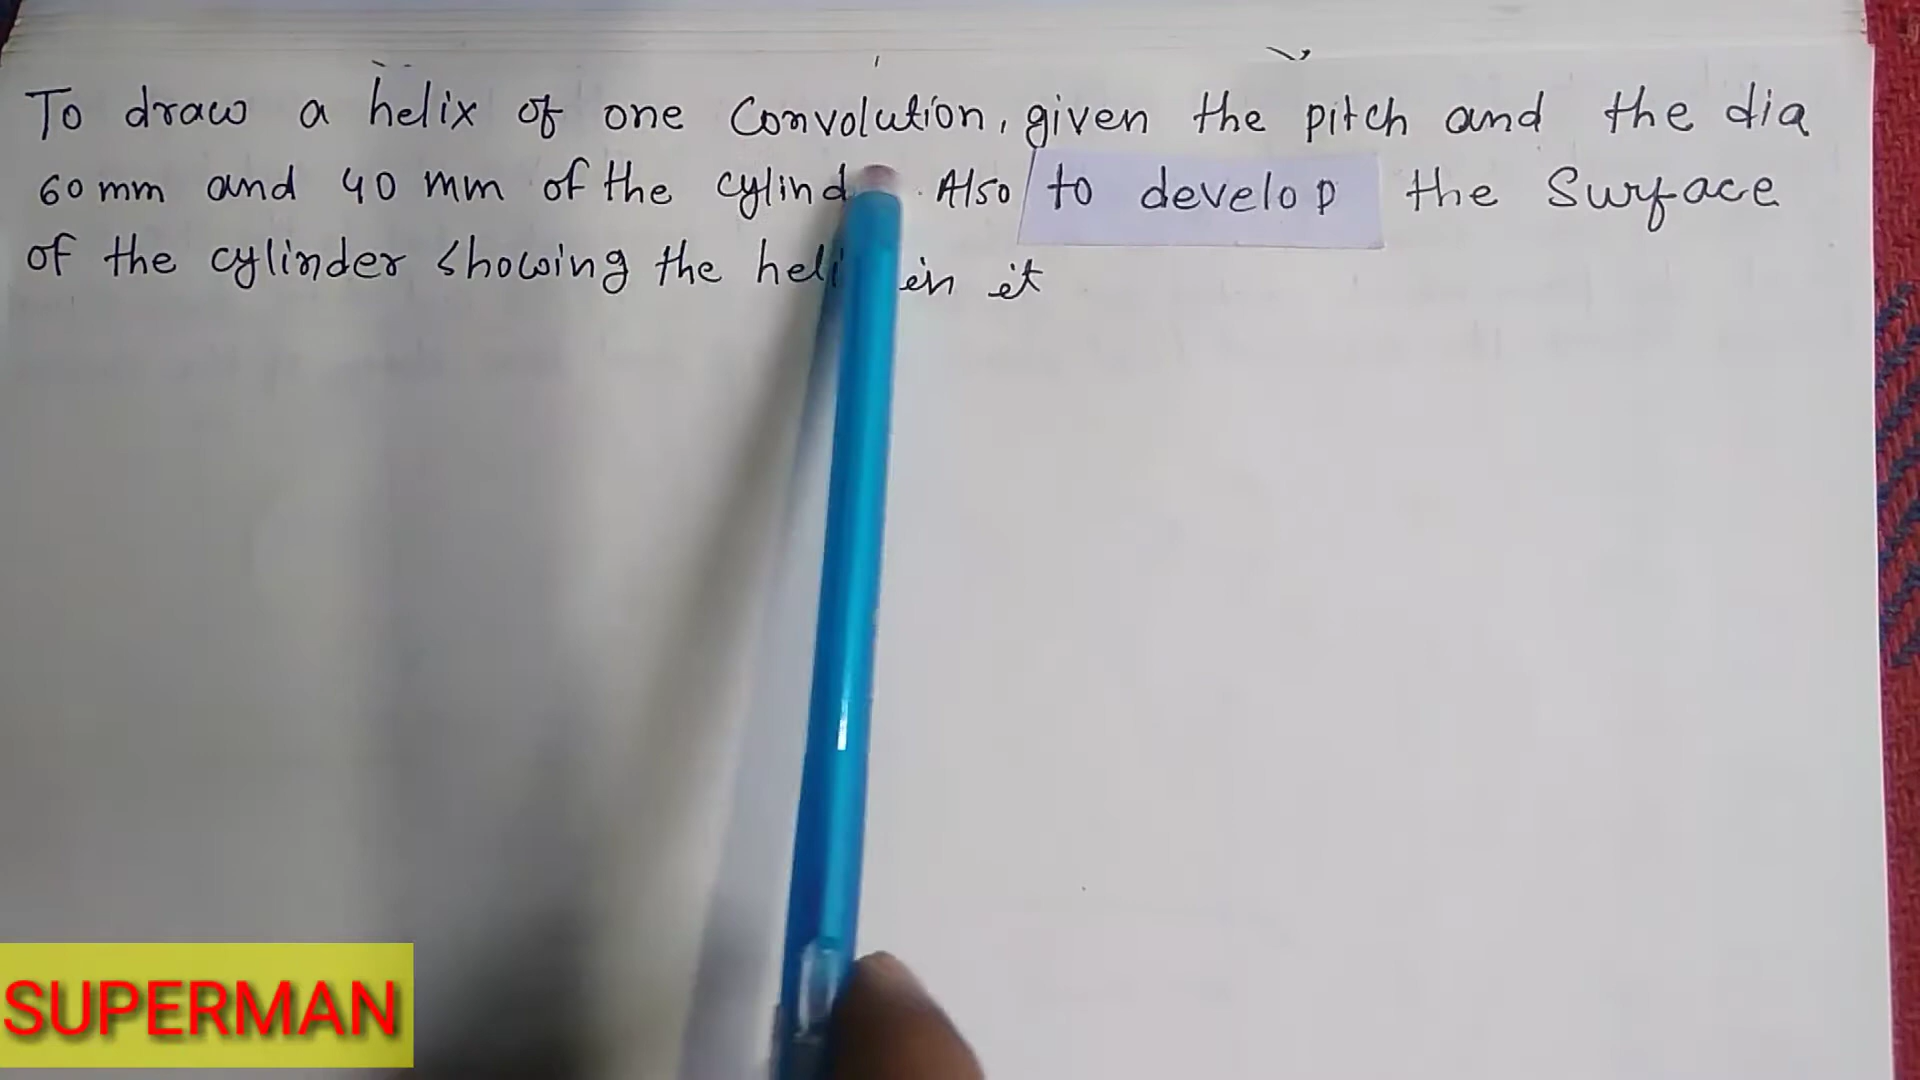 To draw a helix of one Convolution, given the pitch and the dia
60 mm and 40 mm of the . Also to develop the Surface
of the cylinder showing the in it
SUPERMAN